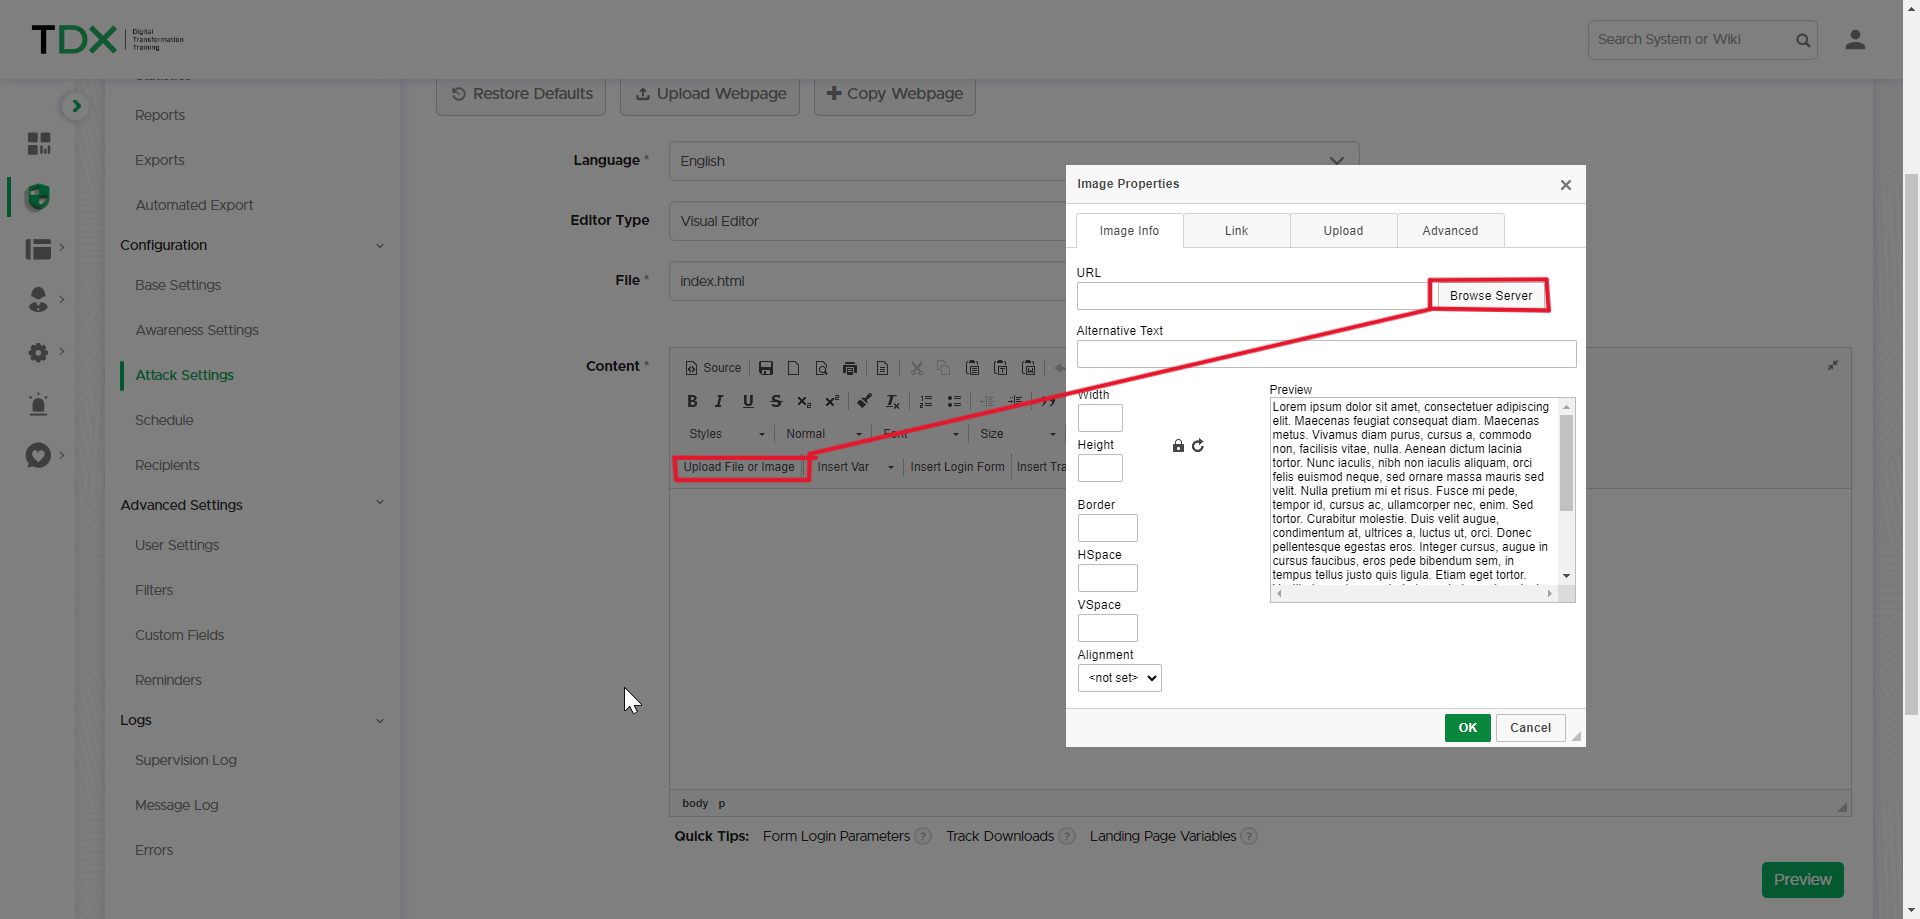 TDX
Digital
Transformation
Training
Search System or Wiki
Statistics
Reports
Exports
Automated Export
Configuration
Base Settings
Awareness Settings
Attack Settings
Schedule
Recipients
Advanced Settings
User Settings
Filters
Custom Fields
Reminders
Logs
Supervision Log
Message Log
Errors
Restore Defaults
Upload Webpage
Copy Webpage
Language *
English
Editor Type
Visual Editor
File *
index.html
Content *
Source
Styles
Normal
Font
Size
Upload File or Image
Insert Var
Insert Login Form
Insert Tra
body p
Quick Tips: Form Login Parameters ? Track Downloads ? Landing Page Variables ?
Preview
Image Properties
Image Info
Link
Upload
Advanced
URL
Browse Server
Alternative Text
Width
Height
Border
HSpace
VSpace
Alignment
<not set>
Preview
Lorem ipsum dolor sit amet, consectetuer adipiscing
elit. Maecenas feugiat consequat diam. Maecenas
metus. Vivamus diam purus, cursus a, commodo
non, facilisis vitae, nulla. Aenean dictum lacinia
tortor. Nunc iaculis, nibh non iaculis aliquam, orci
felis euismod neque, sed ornare massa mauris sed
velit. Nulla pretium mi et risus. Fusce mi pede,
tempor id, cursus ac, ullamcorper nec, enim. Sed
tortor. Curabitur molestie. Duis velit augue,
condimentum at, ultrices a, luctus ut, orci. Donec
pellentesque egestas eros. Integer cursus, augue in
cursus faucibus, eros pede bibendum sem, in
tempus tellus justo quis ligula. Etiam eget tortor.
OK
Cancel